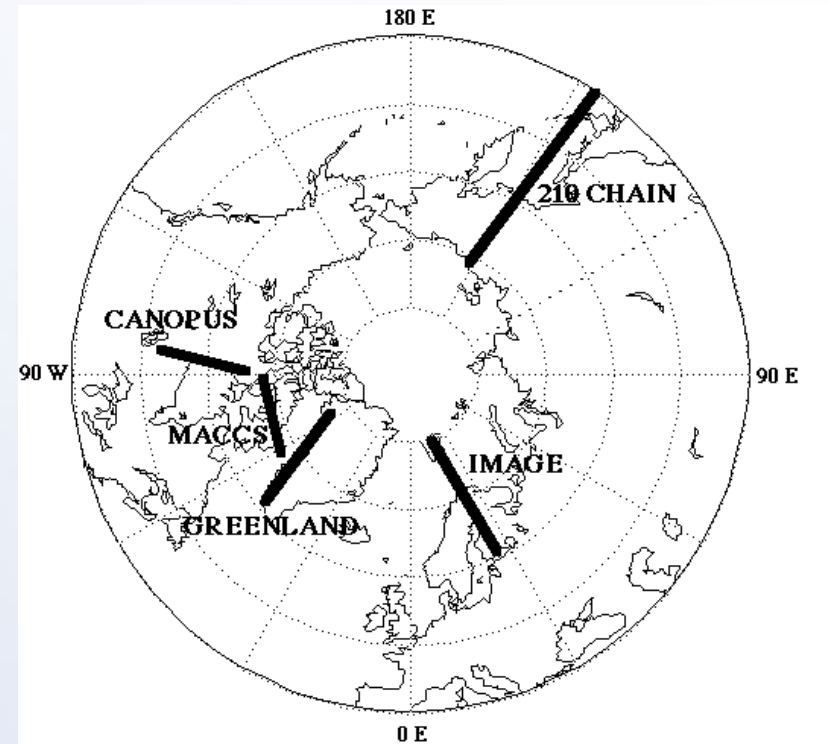 180 E
210 CHAIN
CANOPUS
90 W
90 E
MACCS
IMAGE
GREENLAND
0 E